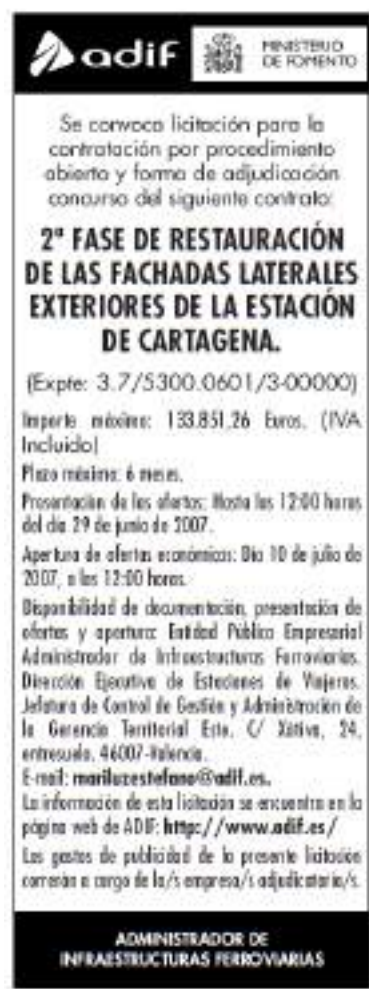 adif
MINISTERIO
DE FOMENTO
Se convoca licitación para la
contratación por procedimiento
abierto y forma de adjudicación
concurso del siguiente contrato:
2ª FASE DE RESTAURACIÓN
DE LAS FACHADAS LATERALES
EXTERIORES DE LA ESTACIÓN
DE CARTAGENA.
(Expte: 3.7/5300.0601/3-00000)
Importe máximo: 133.851,26 Euros. (IVA
Incluido)
Plazo máximo: 6 meses.
Presentación de las ofertas: Hasta las 12:00 horas
del día 29 de junio de 2007.
Apertura de ofertas económicas: Día 10 de julio de
2007, a las 12:00 horas.
Disponibilidad de documentación, presentación de
ofertas y apertura: Entidad Pública Empresarial
Administrador de Infraestructuras Ferroviarias.
Dirección Ejecutiva de Estaciones de Viajeros.
Jefatura de Control de Gestión y Administración de
la Gerencia Territorial Este. C/ Xátiva, 24,
entresuelo. 46007-Valencia.
E-mail: mariluzestefano@adif.es.
La información de esta licitación se encuentra en la
página web de ADIF: http://www.adif.es/
Los gastos de publicidad de la presente licitación
correrán a cargo de la/s empresa/s adjudicataria/s.
ADMINISTRADOR DE
INFRAESTRUCTURAS FERROVIARIAS